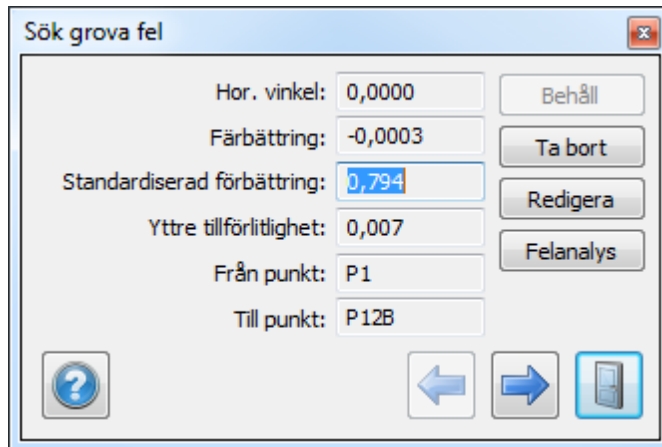 Sök grova fel
Hor. vinkel: 0,0000 Behåll
Färbättring: -0,0003 Ta bort
Standardiserad förbättring: 0,794
Redigera
Yttre tillförlitlighet: 0,007
Felanalys
Från punkt: P1
Till punkt: P12B
?